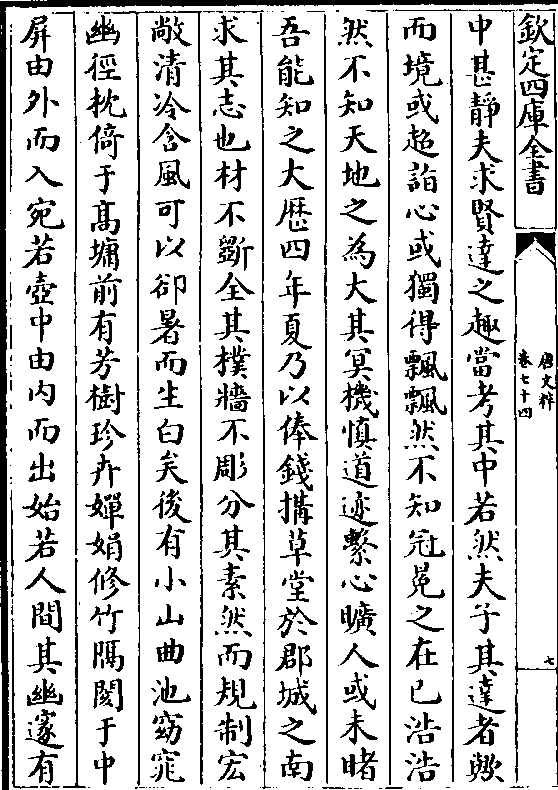 欽定四庫全書
唐文粹
卷七十四
七
中甚靜夫求賢達之趣當考其中若然夫子其達者歟
而境或超詣心或獨得飄飄然不知冠冕之在已浩浩
然不知天地之為大其冥機慎道迹繫心曠人或未睹
吾能知之大歴四年夏乃以俸錢搆草堂於郡城之南
求其志也材不斵全其樸牆不彫分其素然而規制宏
敞清冷含風可以卻暑而生白矣後有小山曲池窈窕
幽徑枕倚于髙墉前有芳樹珍卉嬋娟修竹隔閡于中
屏由外而入宛若壺中由内而出始若人間其幽邃有